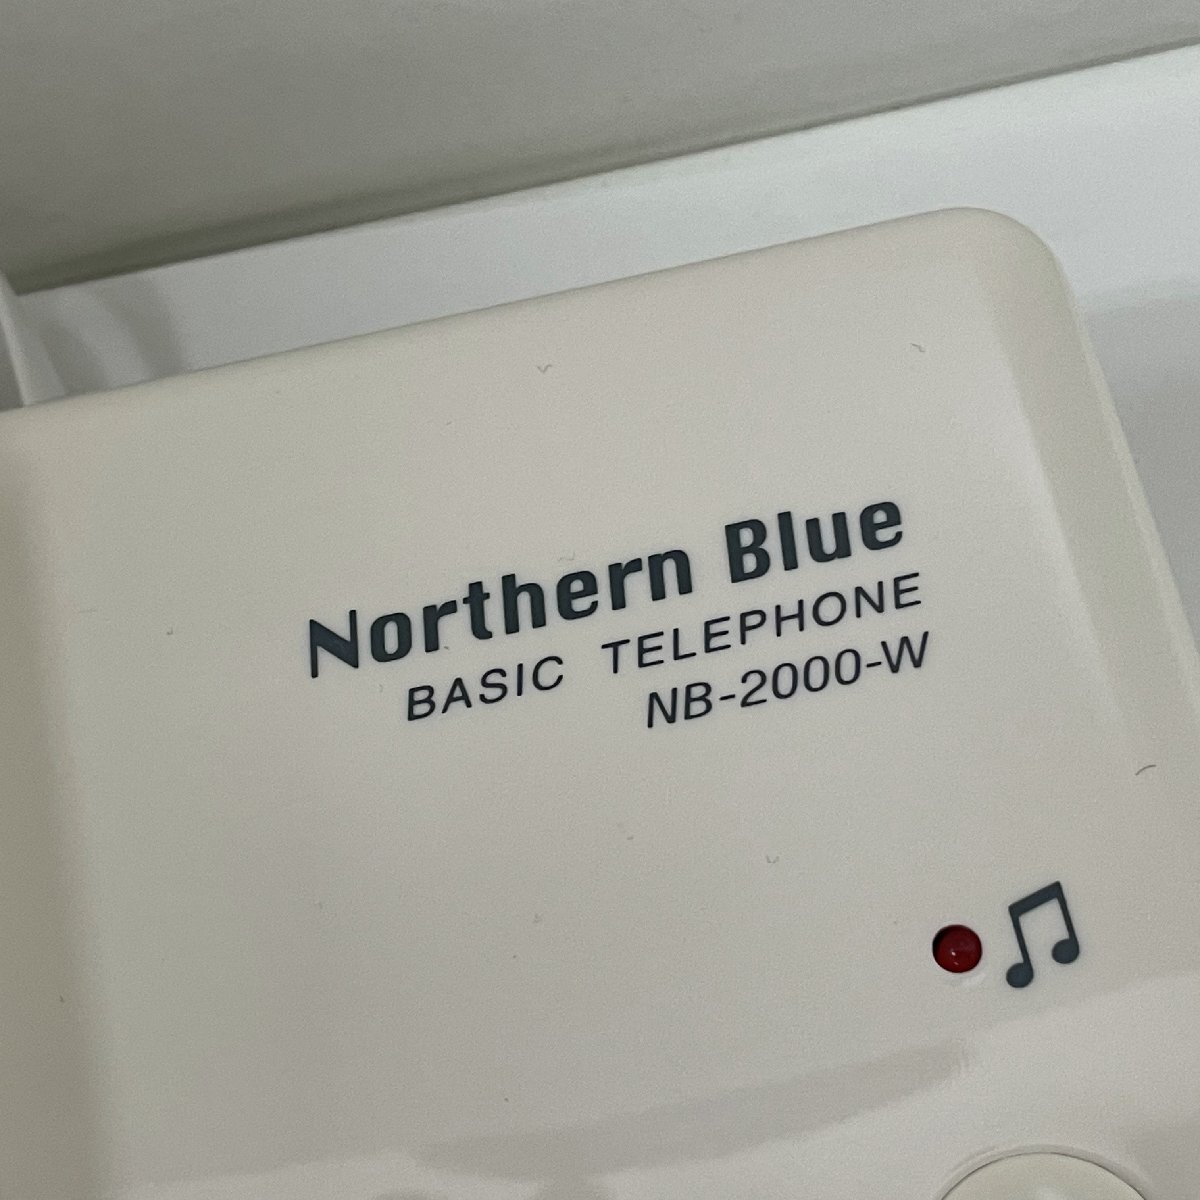 Northern Blue
BASIC TELEPHONE
NB-2000-W